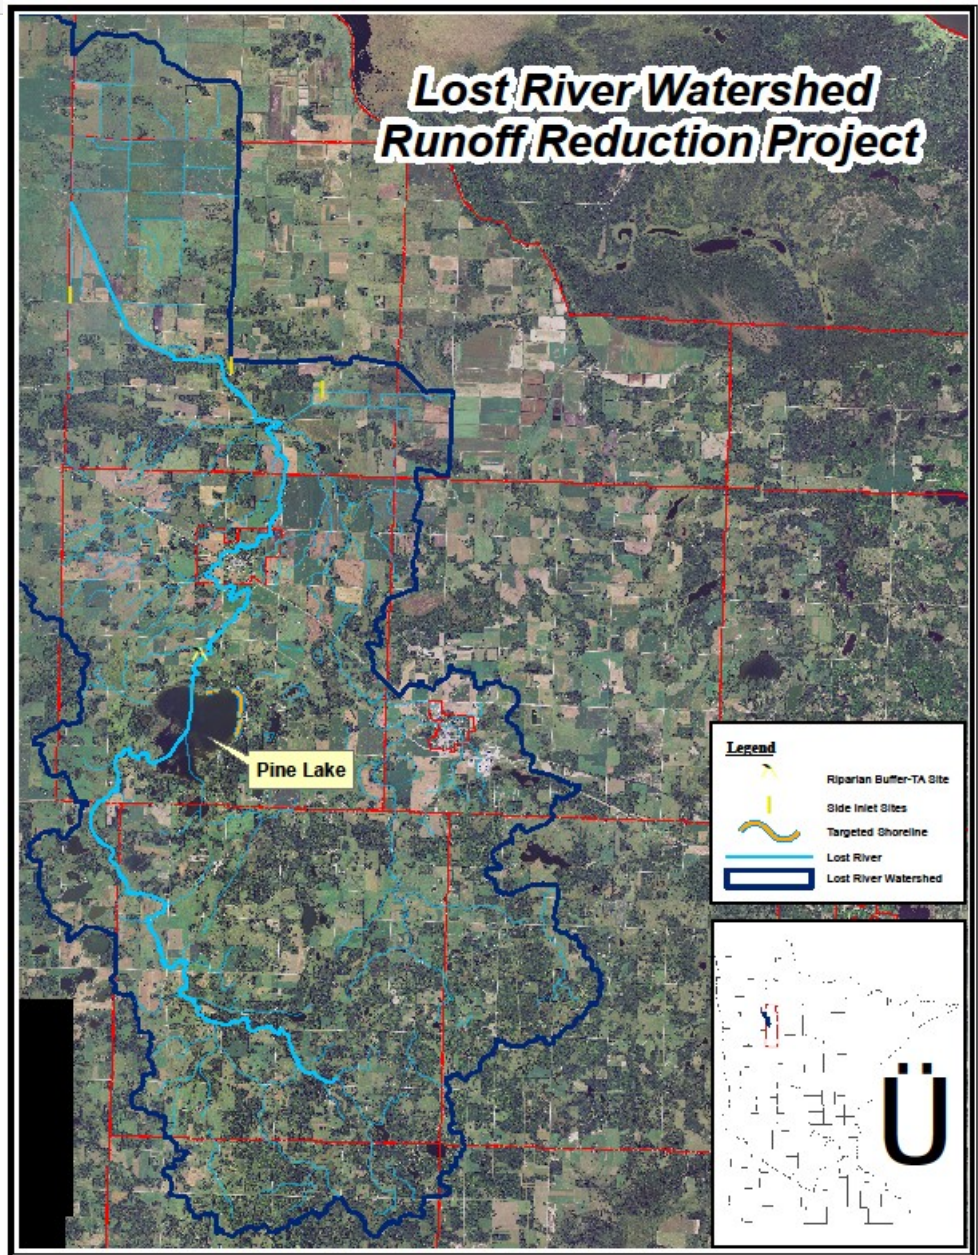 Lost River Watershed
Runoff Reduction Project
Pine Lake
Legend
Riparian Buffer-TA Site
Side Inlet Sites
Targeted Shoreline
Lost River
Lost River Watershed
Ü